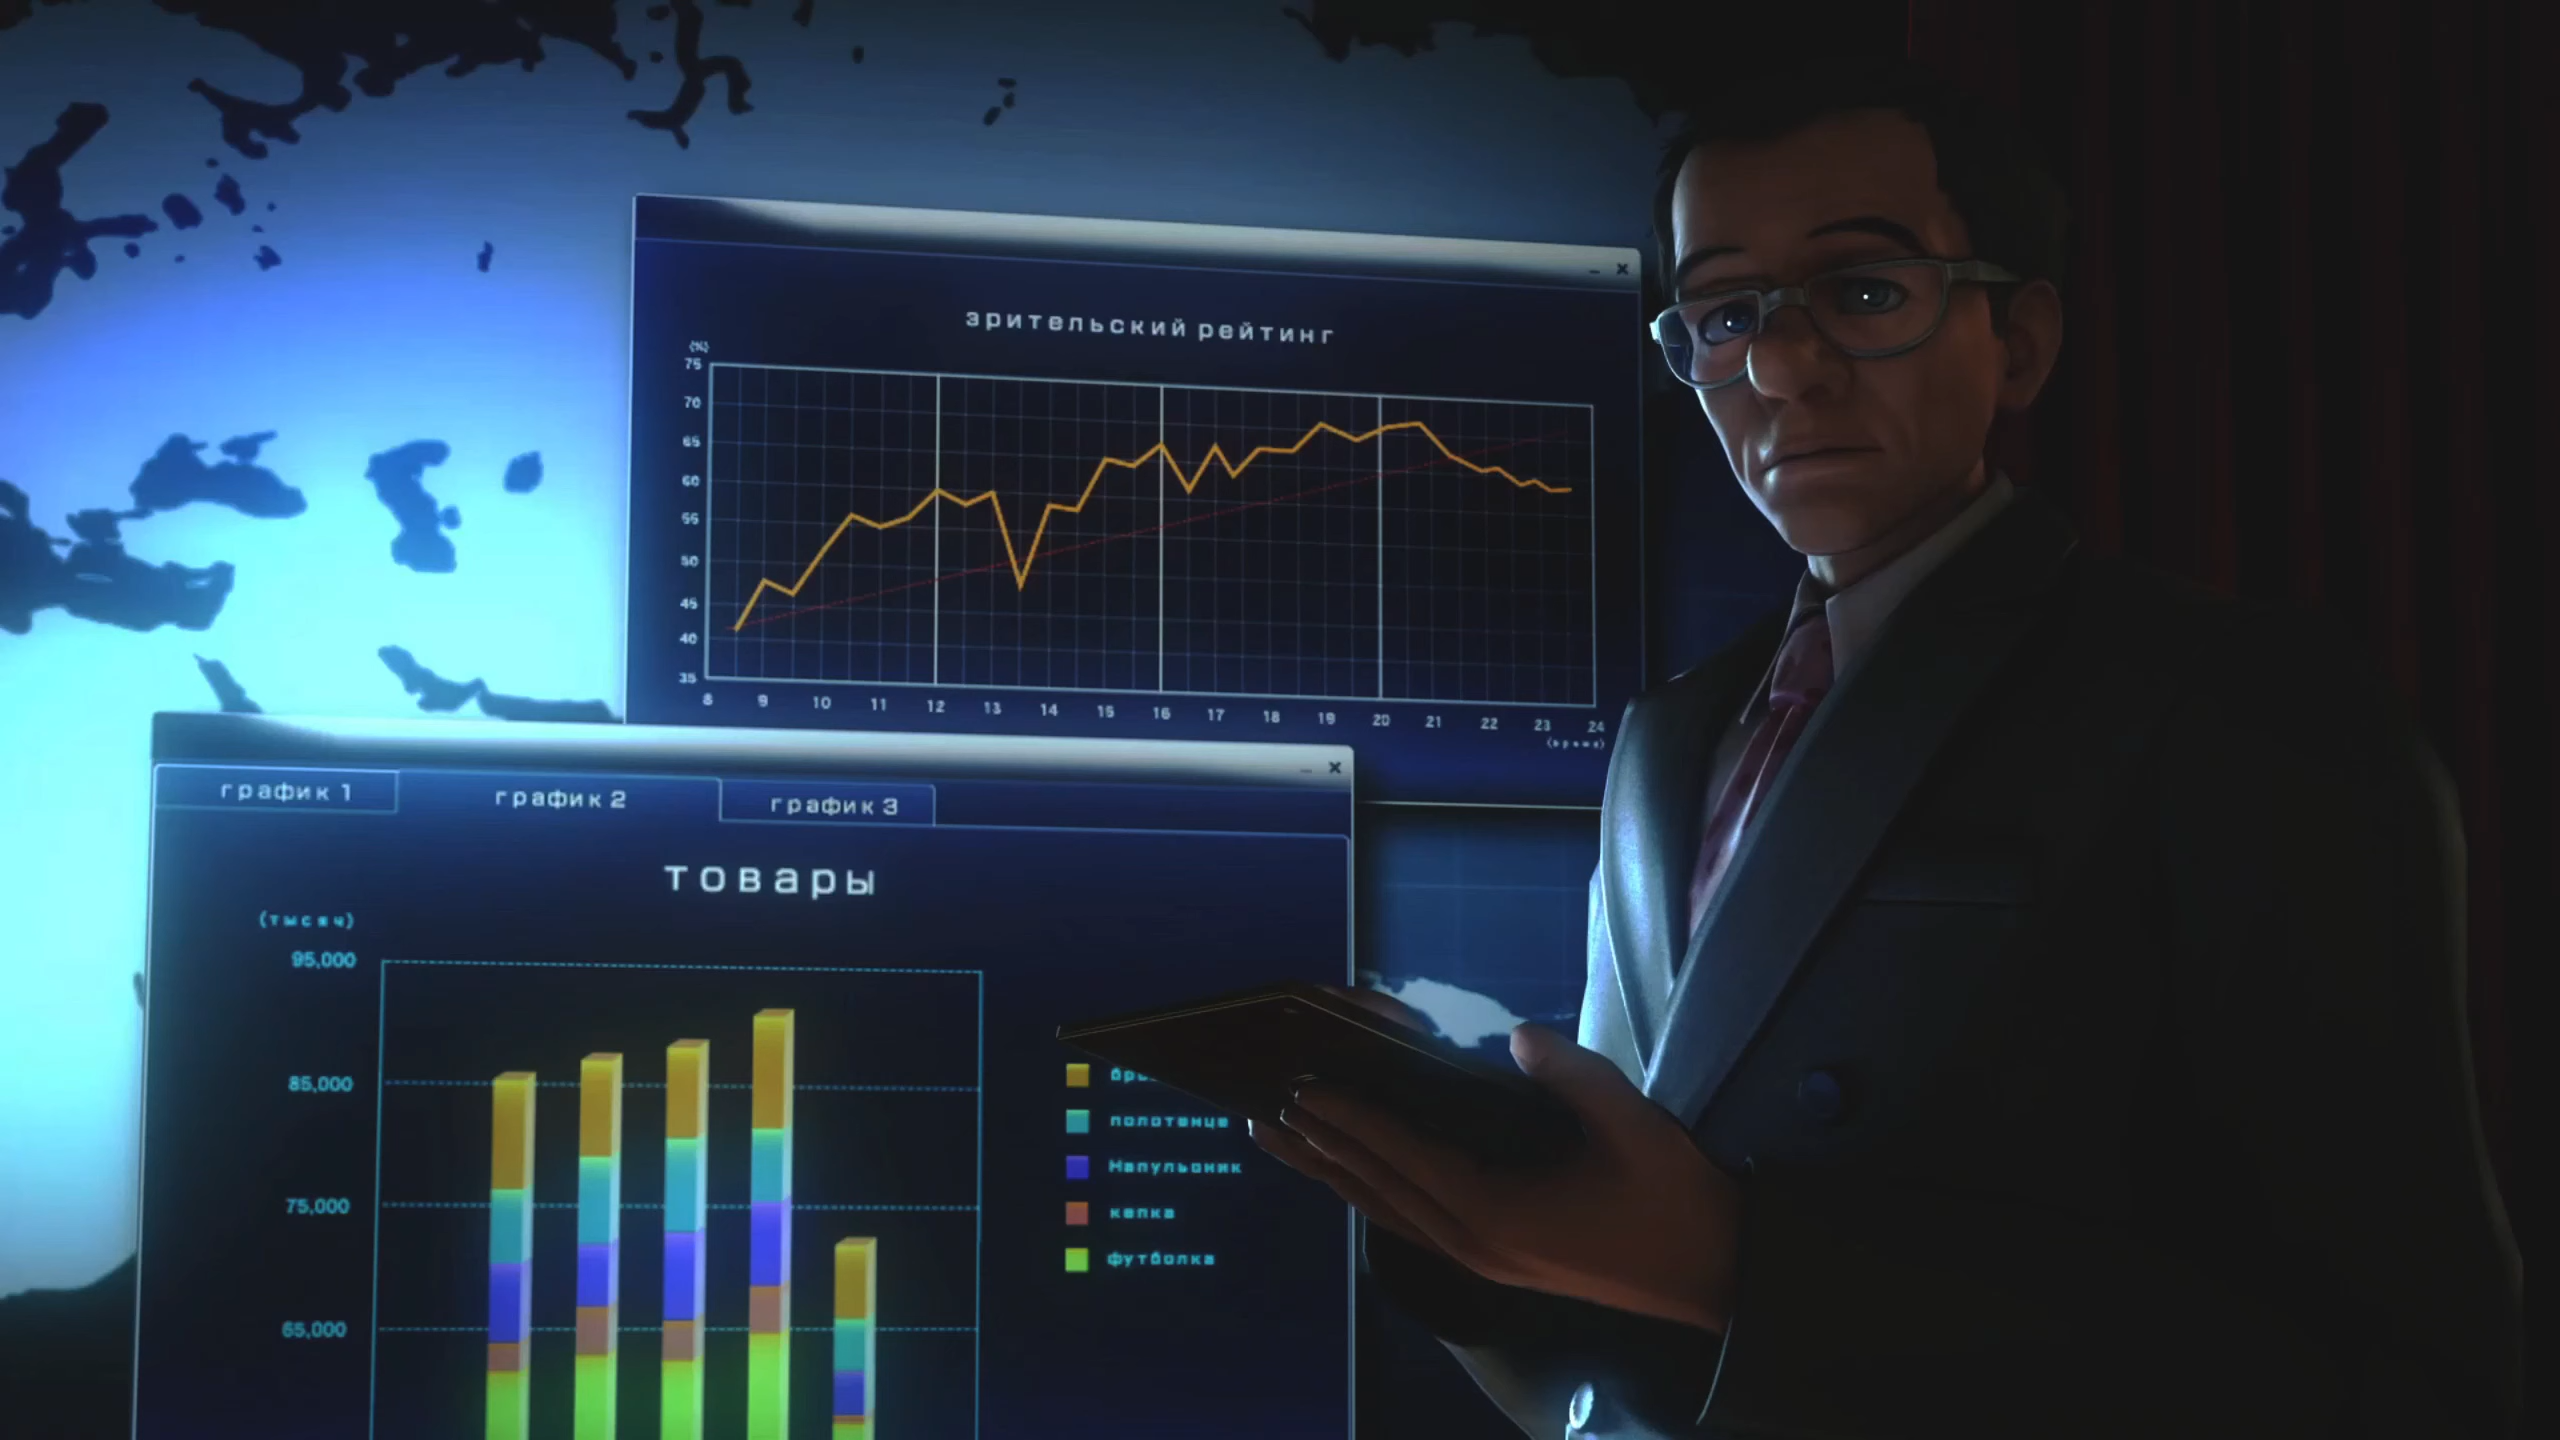 зрительский рейтинг
(%)
75
70
65
60
55
50
45
40
35
8 9 10 11 12 13 14 15 16 17 18 19 20 21 22 23 24
(время)
график 1 график 2 график 3
товары
(тысяч)
95,000
85,000
75,000
65,000
полотенце
Напульсник
кепка
футболка